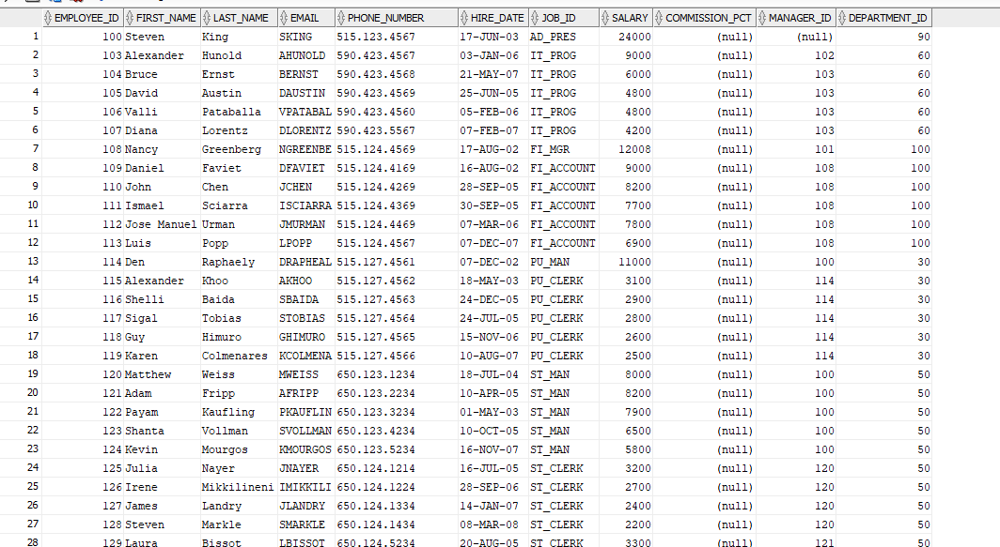 EMPLOYEE_ID FIRST_NAME LAST_NAME EMAIL PHONE_NUMBER HIRE_DATE JOB_ID SALARY COMMISSION_PCT MANAGER_ID DEPARTMENT_ID
1 100 Steven King SKING 515.123.4567 17-JUN-03 AD_PRES 24000 (null) (null) 90
2 103 Alexander Hunold AHUNOLD 590.423.4567 03-JAN-06 IT_PROG 9000 (null) 102 60
3 104 Bruce Ernst BERNST 590.423.4568 21-MAY-07 IT_PROG 6000 (null) 103 60
4 105 David Austin DAUSTIN 590.423.4569 25-JUN-05 IT_PROG 4800 (null) 103 60
5 106 Valli Pataballa VPATABAL 590.423.4560 05-FEB-06 IT_PROG 4800 (null) 103 60
6 107 Diana Lorentz DLORENTZ 590.423.5567 07-FEB-07 IT_PROG 4200 (null) 103 60
7 108 Nancy Greenberg NGREENBE 515.124.4569 17-AUG-02 FI_MGR 12008 (null) 101 100
8 109 Daniel Faviet DFAVIET 515.124.4169 16-AUG-02 FI_ACCOUNT 9000 (null) 108 100
9 110 John Chen JCHEN 515.124.4269 28-SEP-05 FI_ACCOUNT 8200 (null) 108 100
10 111 Ismael Sciarra ISCIARRA 515.124.4369 30-SEP-05 FI_ACCOUNT 7700 (null) 108 100
11 112 Jose Manuel Urman JMURMAN 515.124.4469 07-MAR-06 FI_ACCOUNT 7800 (null) 108 100
12 113 Luis Popp LPOPP 515.124.4567 07-DEC-07 FI_ACCOUNT 6900 (null) 108 100
13 114 Den Raphaely DRAPHEAL 515.127.4561 07-DEC-02 PU_MAN 11000 (null) 100 30
14 115 Alexander Khoo AKHOO 515.127.4562 18-MAY-03 PU_CLERK 3100 (null) 114 30
15 116 Shelli Baida SBAIDA 515.127.4563 24-DEC-05 PU_CLERK 2900 (null) 114 30
16 117 Sigal Tobias STOBIAS 515.127.4564 24-JUL-05 PU_CLERK 2800 (null) 114 30
17 118 Guy Himuro GHIMURO 515.127.4565 15-NOV-06 PU_CLERK 2600 (null) 114 30
18 119 Karen Colmenares KCOLMENA 515.127.4566 10-AUG-07 PU_CLERK 2500 (null) 114 30
19 120 Matthew Weiss MWEISS 650.123.1234 18-JUL-04 ST_MAN 8000 (null) 100 50
20 121 Adam Fripp AFRIPP 650.123.2234 10-APR-05 ST_MAN 8200 (null) 100 50
21 122 Payam Kaufling PKAUFLIN 650.123.3234 01-MAY-03 ST_MAN 7900 (null) 100 50
22 123 Shanta Vollman SVOLLMAN 650.123.4234 10-OCT-05 ST_MAN 6500 (null) 100 50
23 124 Kevin Mourgos KMOURGOS 650.123.5234 16-NOV-07 ST_MAN 5800 (null) 100 50
24 125 Julia Nayer JNAYER 650.124.1214 16-JUL-05 ST_CLERK 3200 (null) 120 50
25 126 Irene Mikkilineni IMIKKILI 650.124.1224 28-SEP-06 ST_CLERK 2700 (null) 120 50
26 127 James Landry JLANDRY 650.124.1334 14-JAN-07 ST_CLERK 2400 (null) 120 50
27 128 Steven Markle SMARKLE 650.124.1434 08-MAR-08 ST_CLERK 2200 (null) 120 50
28 129 Laura Bissot LBISSOT 650.124.5234 20-AUG-05 ST_CLERK 3300 (null) 121 50